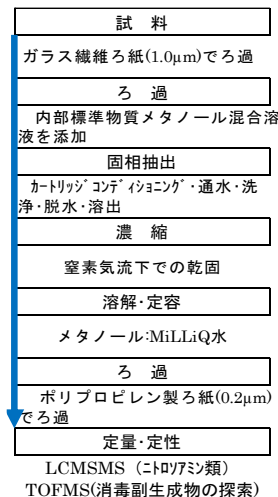 試　料
ガラス繊維ろ紙(1.0μm)でろ過
ろ　過
内部標準物質メタノール混合溶
液を添加
固相抽出
ｶｰﾄﾘｯｼﾞｺﾝﾃﾞｨｼｮﾆﾝｸﾞ･通水･洗
浄･脱水･溶出
濃　縮
窒素気流下での乾固
溶解･定容
メタノール:MiLLiQ水
ろ　過
ポリプロピレン製ろ紙(0.2μm)
でろ過
定量･定性
LCMSMS（ﾆﾄﾛｿｱﾐﾝ類）
TOFMS(消毒副生成物の探索)